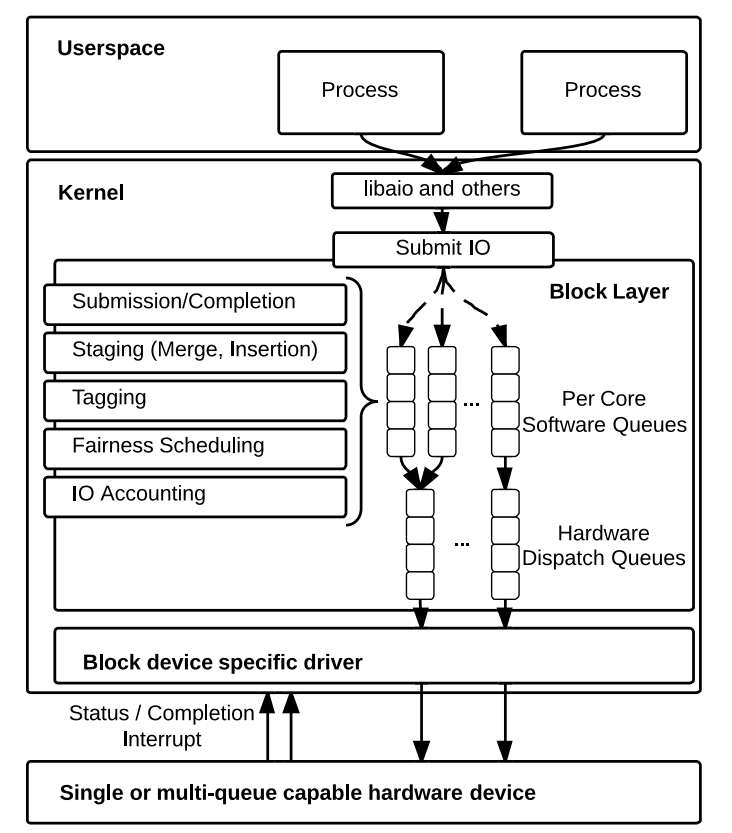 Userspace
Process
Process
Kernel
libaio and others
Submit IO
Block Layer
Submission/Completion
Staging (Merge, Insertion)
Tagging
Fairness Scheduling
IO Accounting
...
Per Core
Software Queues
...
Hardware
Dispatch Queues
Block device specific driver
Status / Completion
Interrupt
Single or multi-queue capable hardware device